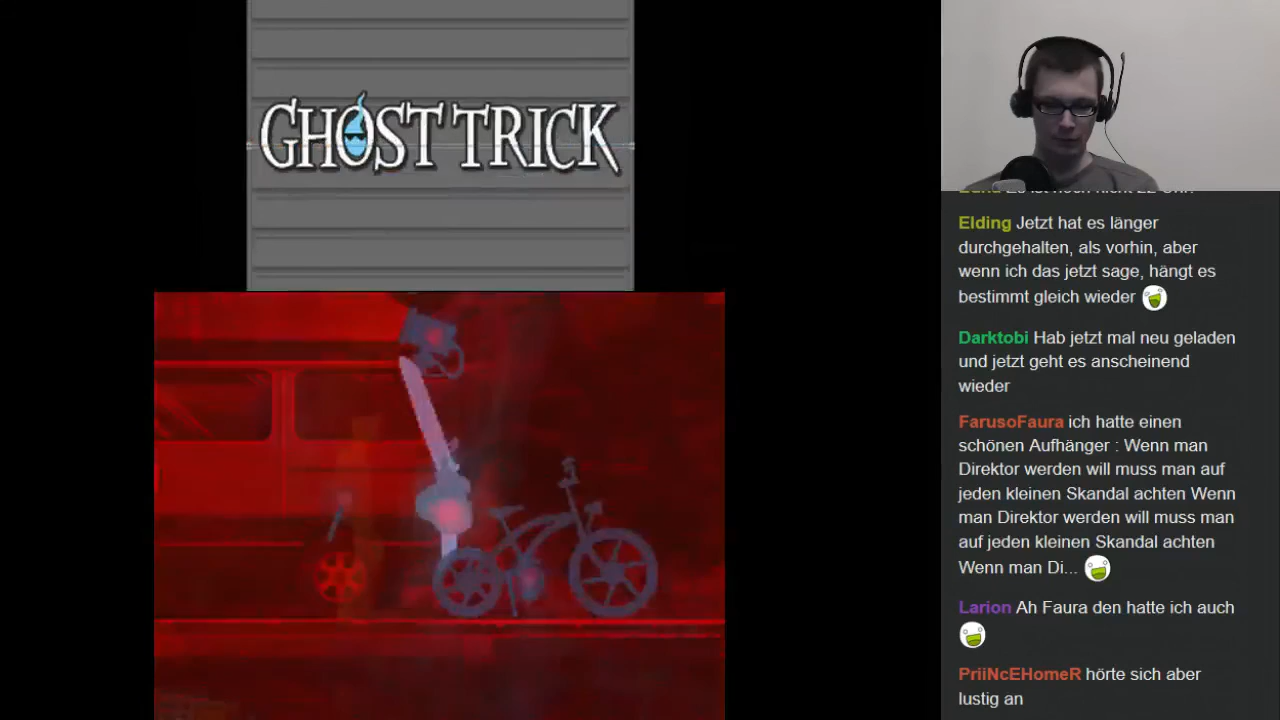 GHOST TRICK
Elding Jetzt hat es länger
durchgehalten, als vorhin, aber
wenn ich das jetzt sage, hängt es
bestimmt gleich wieder
Darktobi Hab jetzt mal neu geladen
und jetzt geht es anscheinend
wieder
FarusoFaura ich hatte einen
schönen Aufhänger : Wenn man
Direktor werden will muss man auf
jeden kleinen Skandal achten Wenn
man Direktor werden will muss man
auf jeden kleinen Skandal achten
Wenn man Di...
Larion Ah Faura den hatte ich auch
PriiNcEHomeR hörte sich aber
lustig an